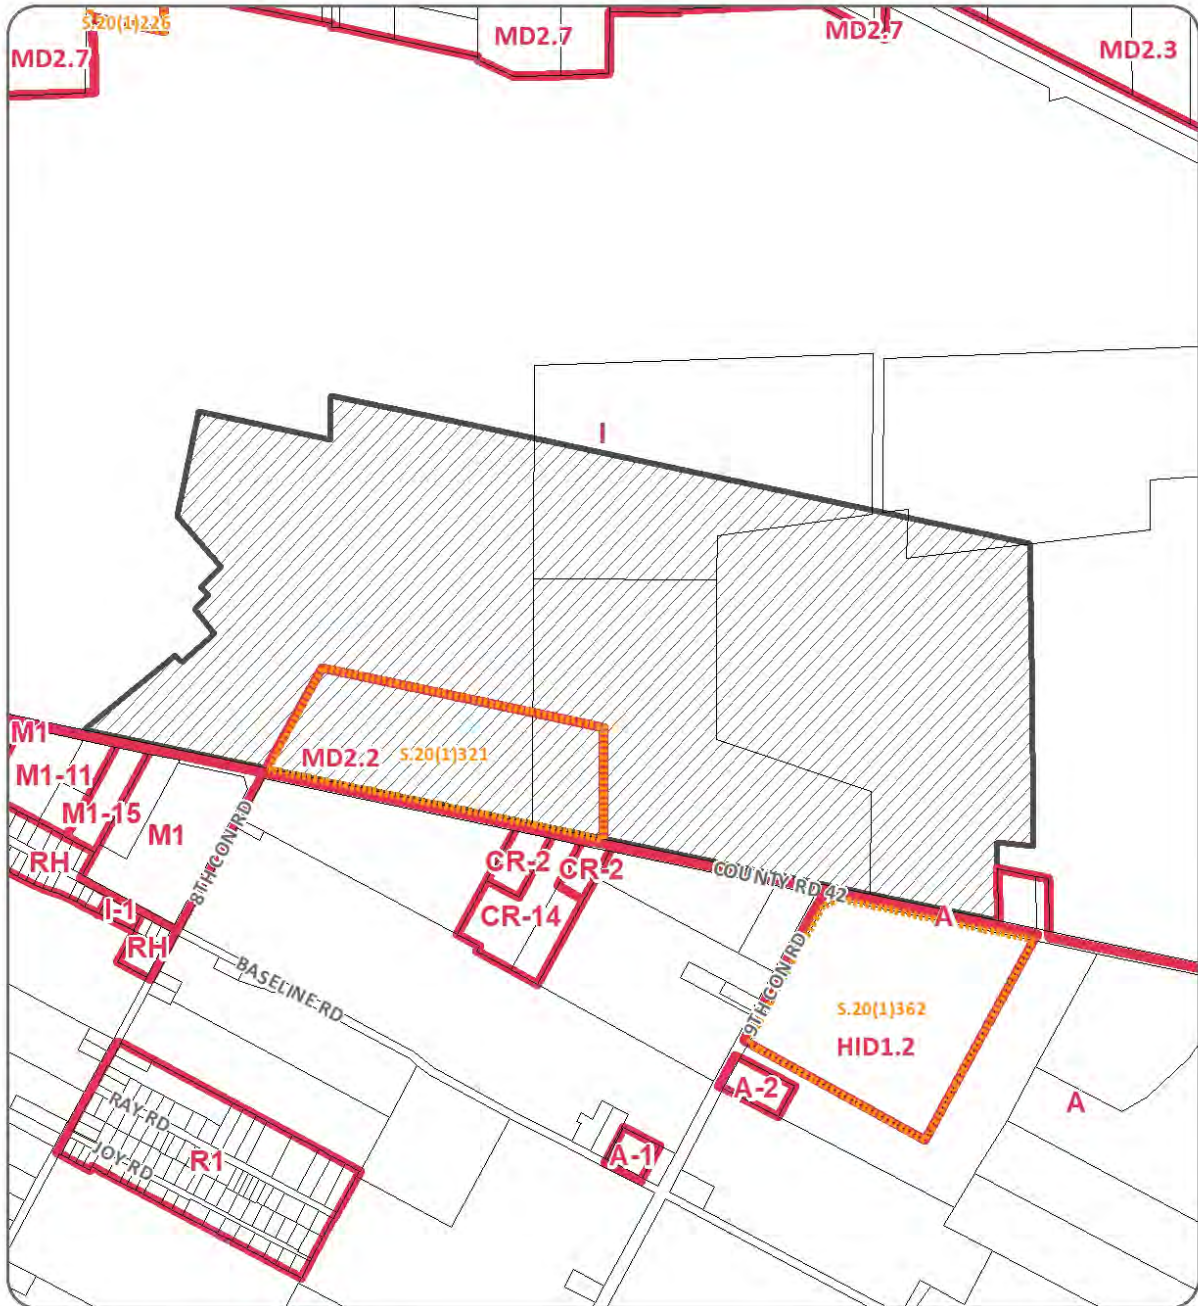 S.20(1)226
MD2.7
MD2.7
MD2.7
MD2.3
I
M1
M1-11
M1-15
M1
MD2.2
S.20(1)321
8TH CON RD
RH
I-1
RH
CR-2
CR-2
CR-14
COUNTY RD 42
A
9TH CON RD
BASELINE RD
S.20(1)362
HID1.2
A-2
A
RAY RD
JOY RD
R1
A-1